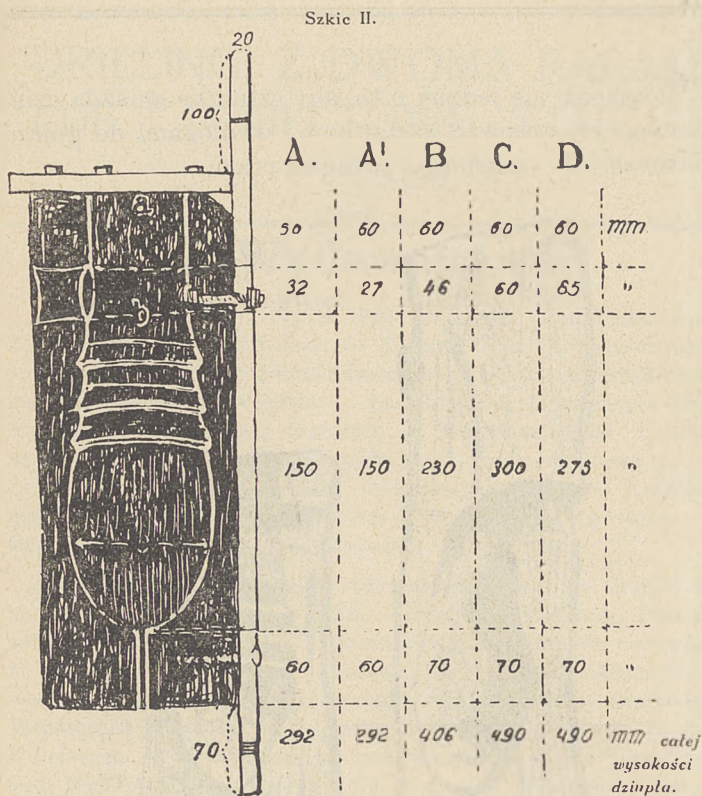 Szkic II.
20
100
A. A' B C. D.
a
50 60 60 60 60 mm
32 27 46 60 65 "
b
150 150 230 300 275 "
60 60 70 70 70 "
70
292 292 406 490 490 mm całej
wysokości
dziupla.